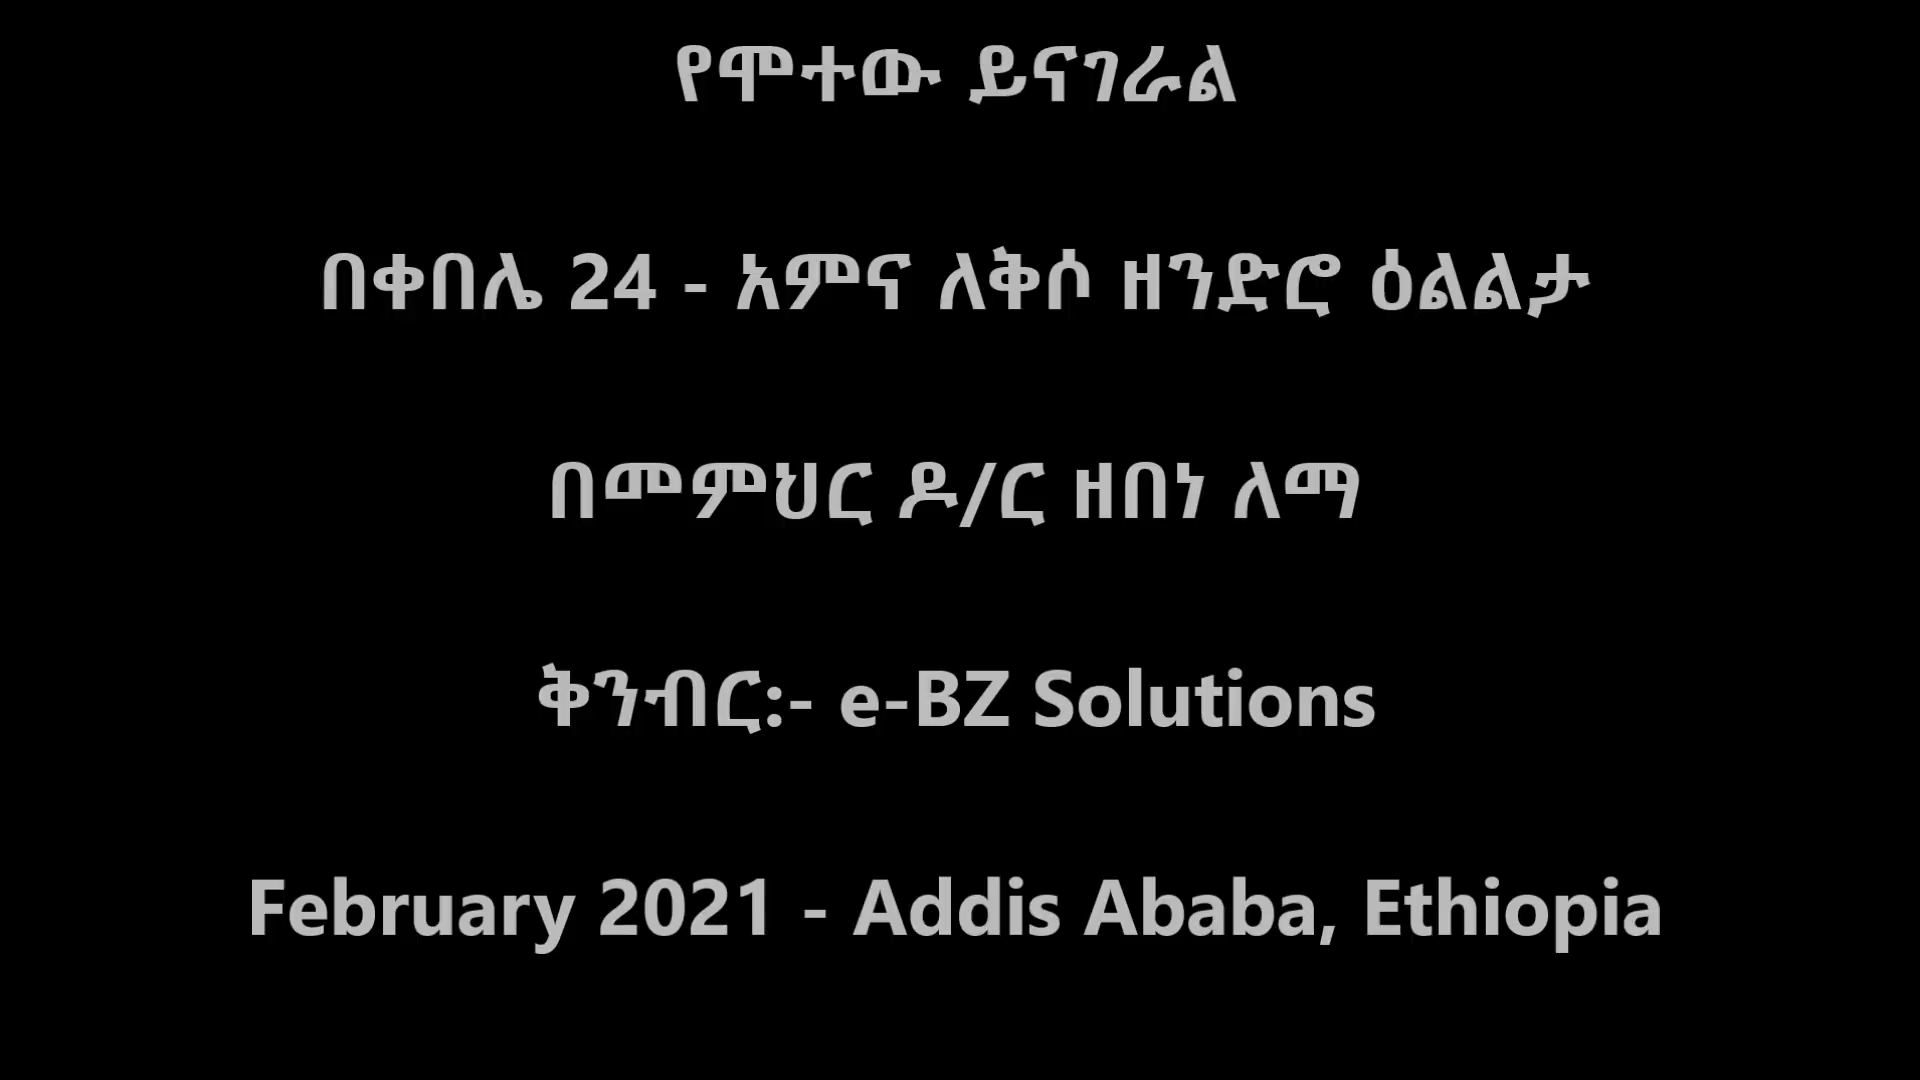 የሞተው ይናገራል
በቀበሌ 24 - አምና ለቅሶ ዘንድሮ ዕልልታ
በመምህር ዶ/ር ዘበነ ለማ
ቅንብር፡- e-BZ Solutions
February 2021 - Addis Ababa, Ethiopia